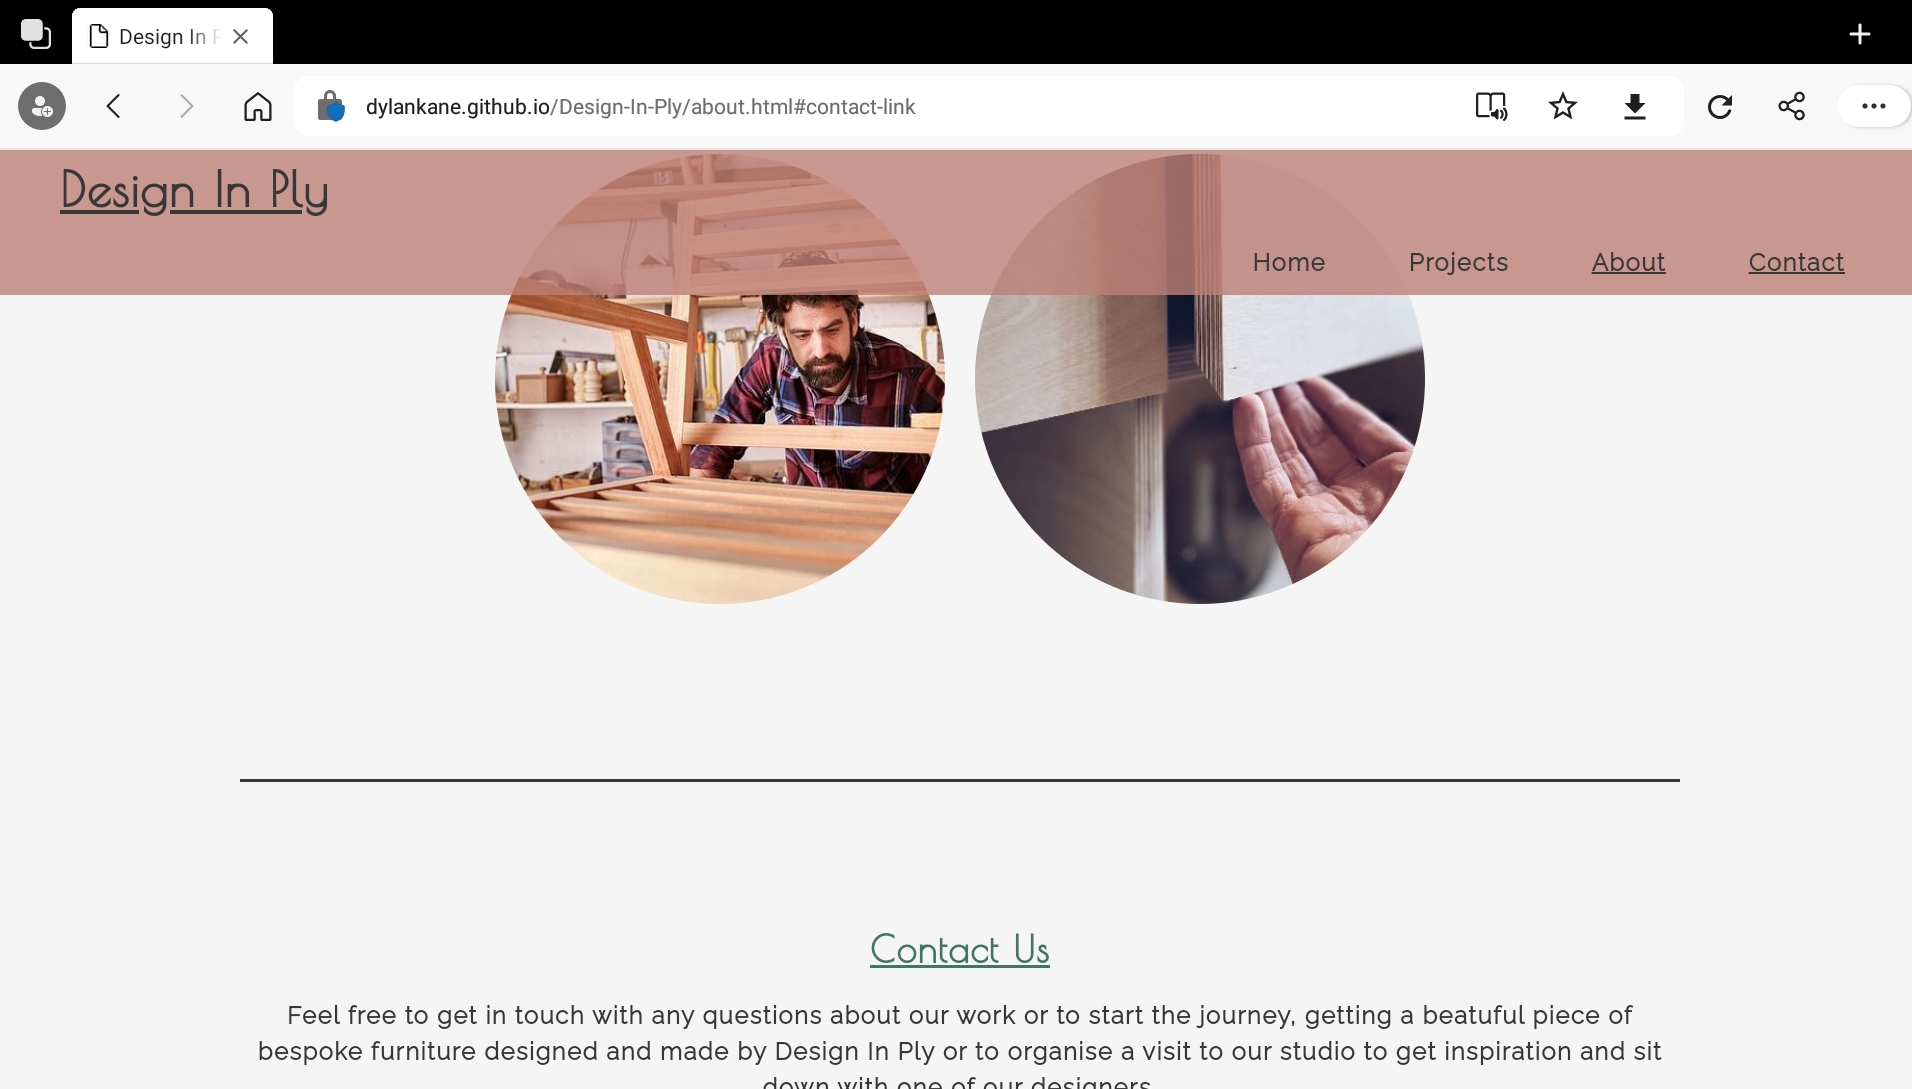 Design In P
dylankane.github.io/Design-In-Ply/about.html#contact-link
Design In Ply
Home Projects About Contact
Contact Us
Feel free to get in touch with any questions about our work or to start the journey, getting a beatuful piece of
bespoke furniture designed and made by Design In Ply or to organise a visit to our studio to get inspiration and sit
down with one of our designers.